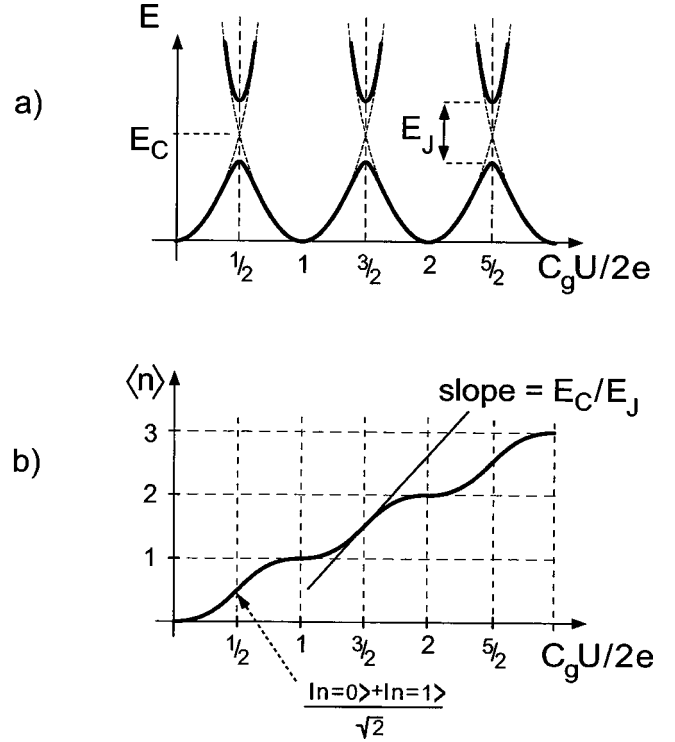 a)
E
E_C
E_J
½ 1 3/2 2 5/2 C_gU/2e
b)
⟨n⟩
slope = E_C/E_J
3
2
1
½ 1 3/2 2 5/2 C_gU/2e
|n=0>+|n=1>
√2